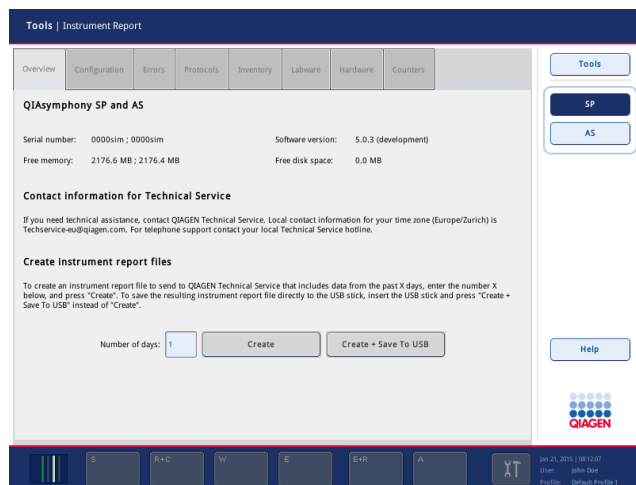 Tools | Instrument Report
Overview Configuration Errors Protocols Inventory Labware Hardware Counters
QIAsymphony SP and AS
Serial number: 0000sim ; 0000sim Software version: 5.0.3 (development)
Free memory: 2176.6 MB ; 2176.4 MB Free disk space: 0.0 MB
Contact information for Technical Service
If you need technical assistance, contact QIAGEN Technical Service. Local contact information for your time zone (Europe/Zurich) is
Techservice-eu@qiagen.com. For telephone support contact your local Technical Service hotline.
Create instrument report files
To create an instrument report file to send to QIAGEN Technical Service that includes data from the past X days, enter the number X
below, and press "Create". To save the resulting instrument report file directly to the USB stick, insert the USB stick and press "Create +
Save To USB" instead of "Create".
Number of days: 1 Create Create + Save To USB
Tools
SP
AS
Help
QIAGEN
S R+C W E E+R A
Jan 21, 2015 | 08:12:07
User: John Doe
Profile: Default Profile 1